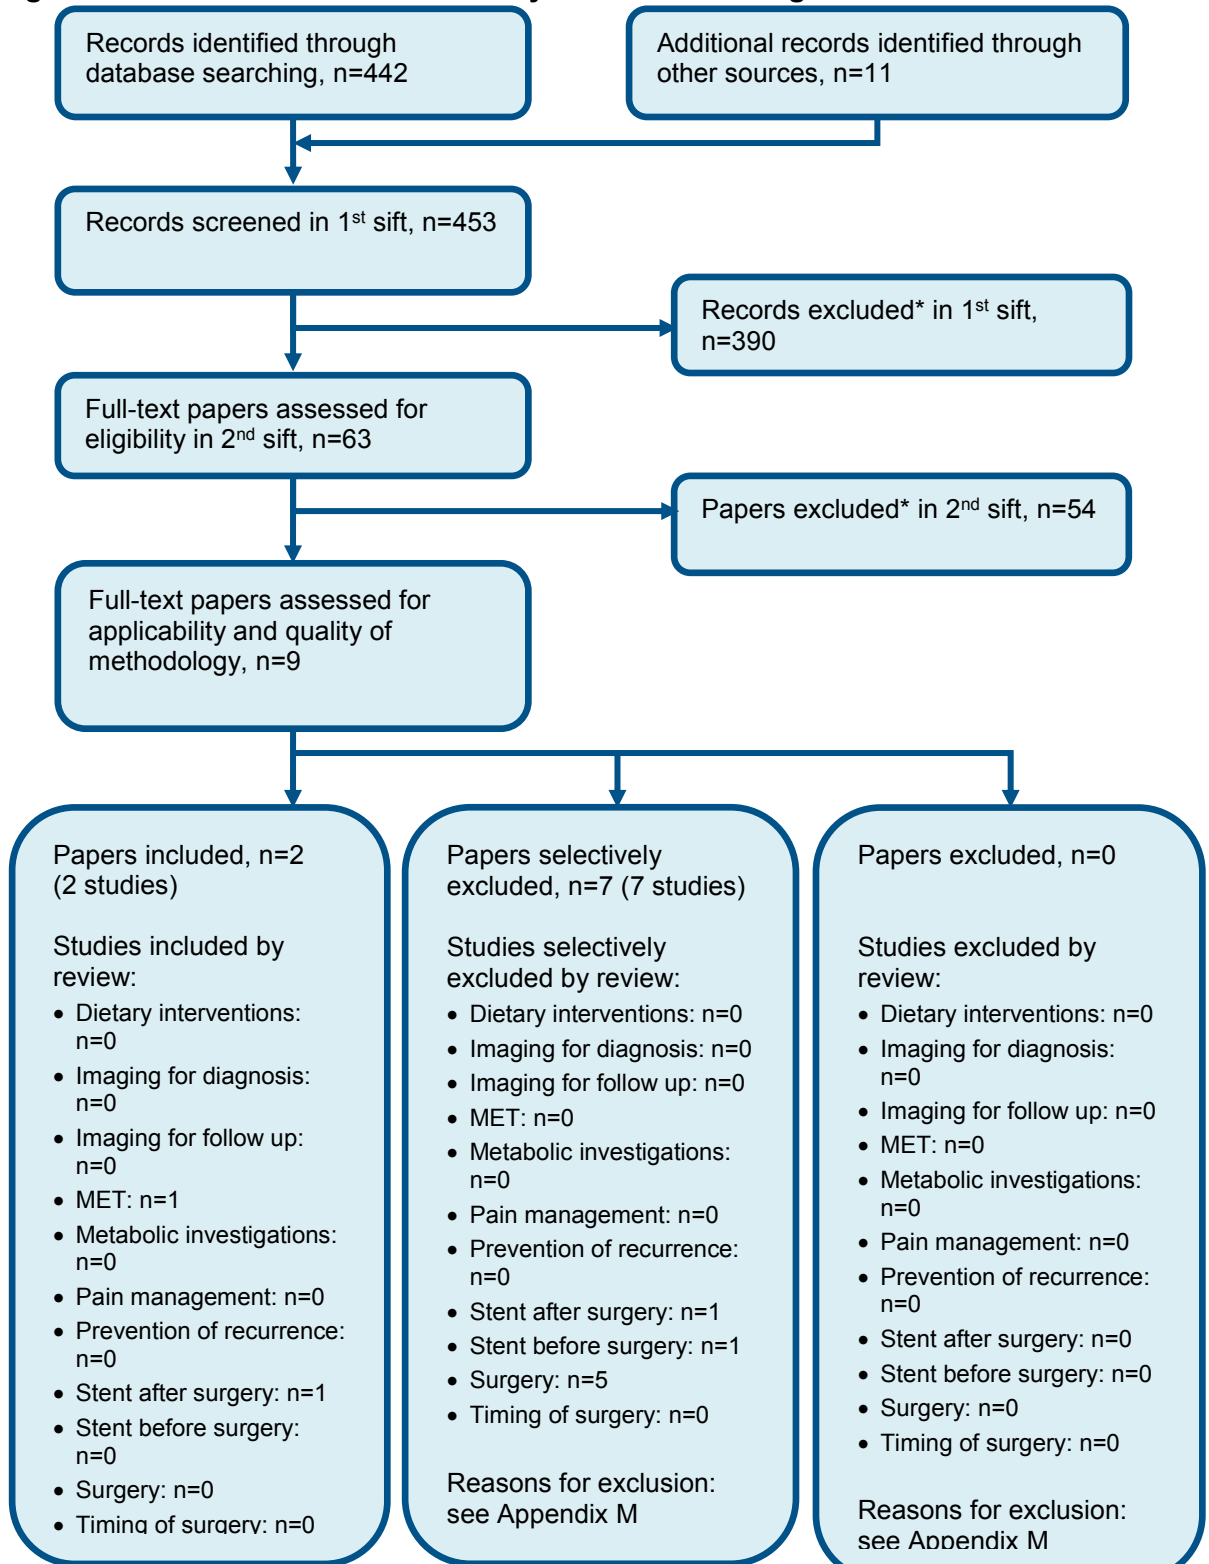 Records identified through
database searching, n=442
Additional records identified through
other sources, n=11
Records screened in 1st sift, n=453
Records excluded* in 1st sift,
n=390
Full-text papers assessed for
eligibility in 2nd sift, n=63
Papers excluded* in 2nd sift, n=54
Full-text papers assessed for
applicability and quality of
methodology, n=9
Papers included, n=2
(2 studies)
Studies included by
review:
• Dietary interventions:
n=0
• Imaging for diagnosis:
n=0
• Imaging for follow up:
n=0
• MET: n=1
• Metabolic investigations:
n=0
• Pain management: n=0
• Prevention of recurrence:
n=0
• Stent after surgery: n=1
• Stent before surgery:
n=0
• Surgery: n=0
• Timing of surgery: n=0
Papers selectively
excluded, n=7 (7 studies)
Studies selectively
excluded by review:
• Dietary interventions: n=0
• Imaging for diagnosis: n=0
• Imaging for follow up: n=0
• MET: n=0
• Metabolic investigations:
n=0
• Pain management: n=0
• Prevention of recurrence:
n=0
• Stent after surgery: n=1
• Stent before surgery: n=1
• Surgery: n=5
• Timing of surgery: n=0
Reasons for exclusion:
see Appendix M
Papers excluded, n=0
Studies excluded by
review:
• Dietary interventions: n=0
• Imaging for diagnosis:
n=0
• Imaging for follow up: n=0
• MET: n=0
• Metabolic investigations:
n=0
• Pain management: n=0
• Prevention of recurrence:
n=0
• Stent after surgery: n=0
• Stent before surgery: n=0
• Surgery: n=0
• Timing of surgery: n=0
Reasons for exclusion:
see Appendix M